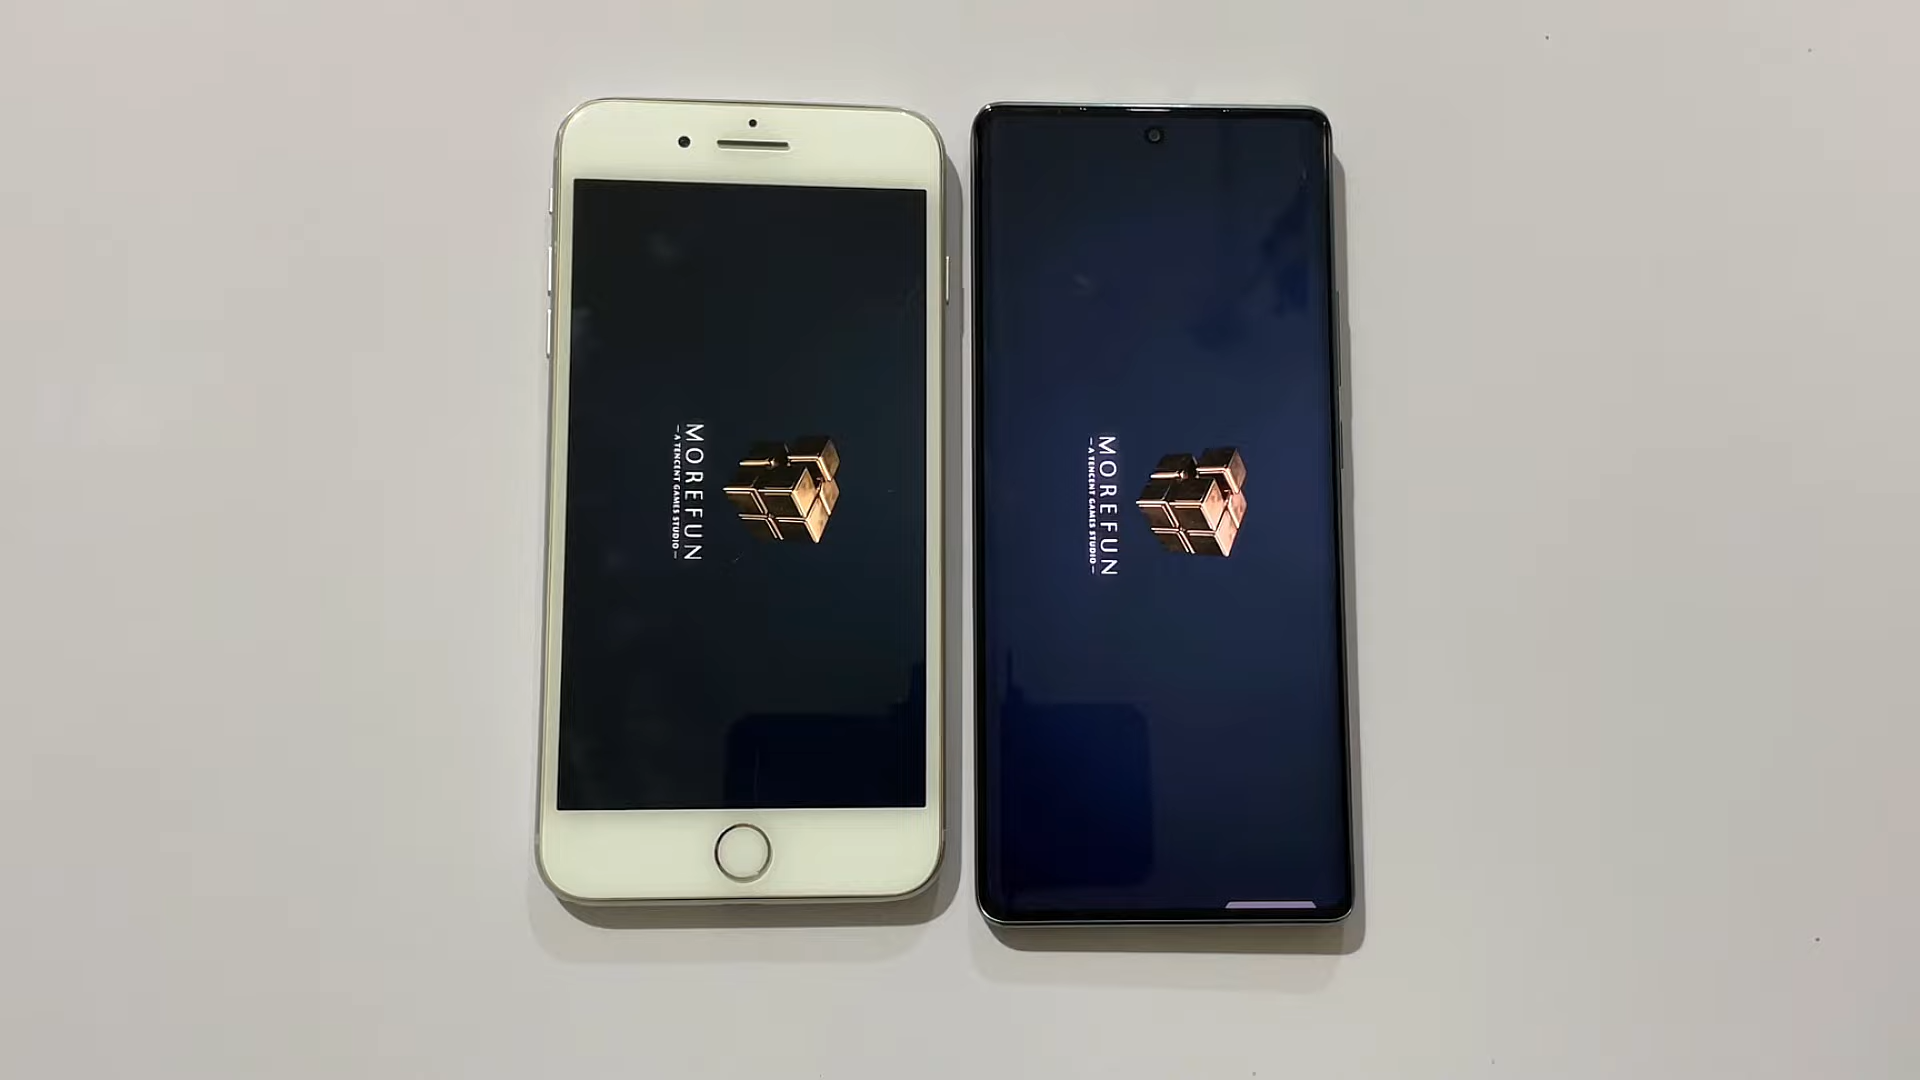 MOREFUN
— A TENCENT GAMES STUDIO —
MOREFUN
— A TENCENT GAMES STUDIO —